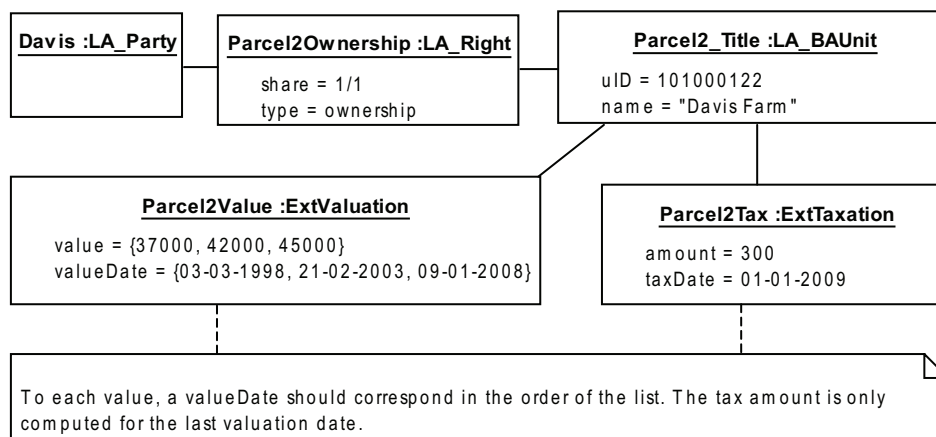 Davis :LA_Party
Parcel2Ownership :LA_Right
share = 1/1
type = ownership
Parcel2_Title :LA_BAUnit
uID = 101000122
name = "Davis Farm"
Parcel2Value :ExtValuation
value = {37000, 42000, 45000}
valueDate = {03-03-1998, 21-02-2003, 09-01-2008}
Parcel2Tax :ExtTaxation
amount = 300
taxDate = 01-01-2009
To each value, a valueDate should correspond in the order of the list. The tax amount is only
computed for the last valuation date.